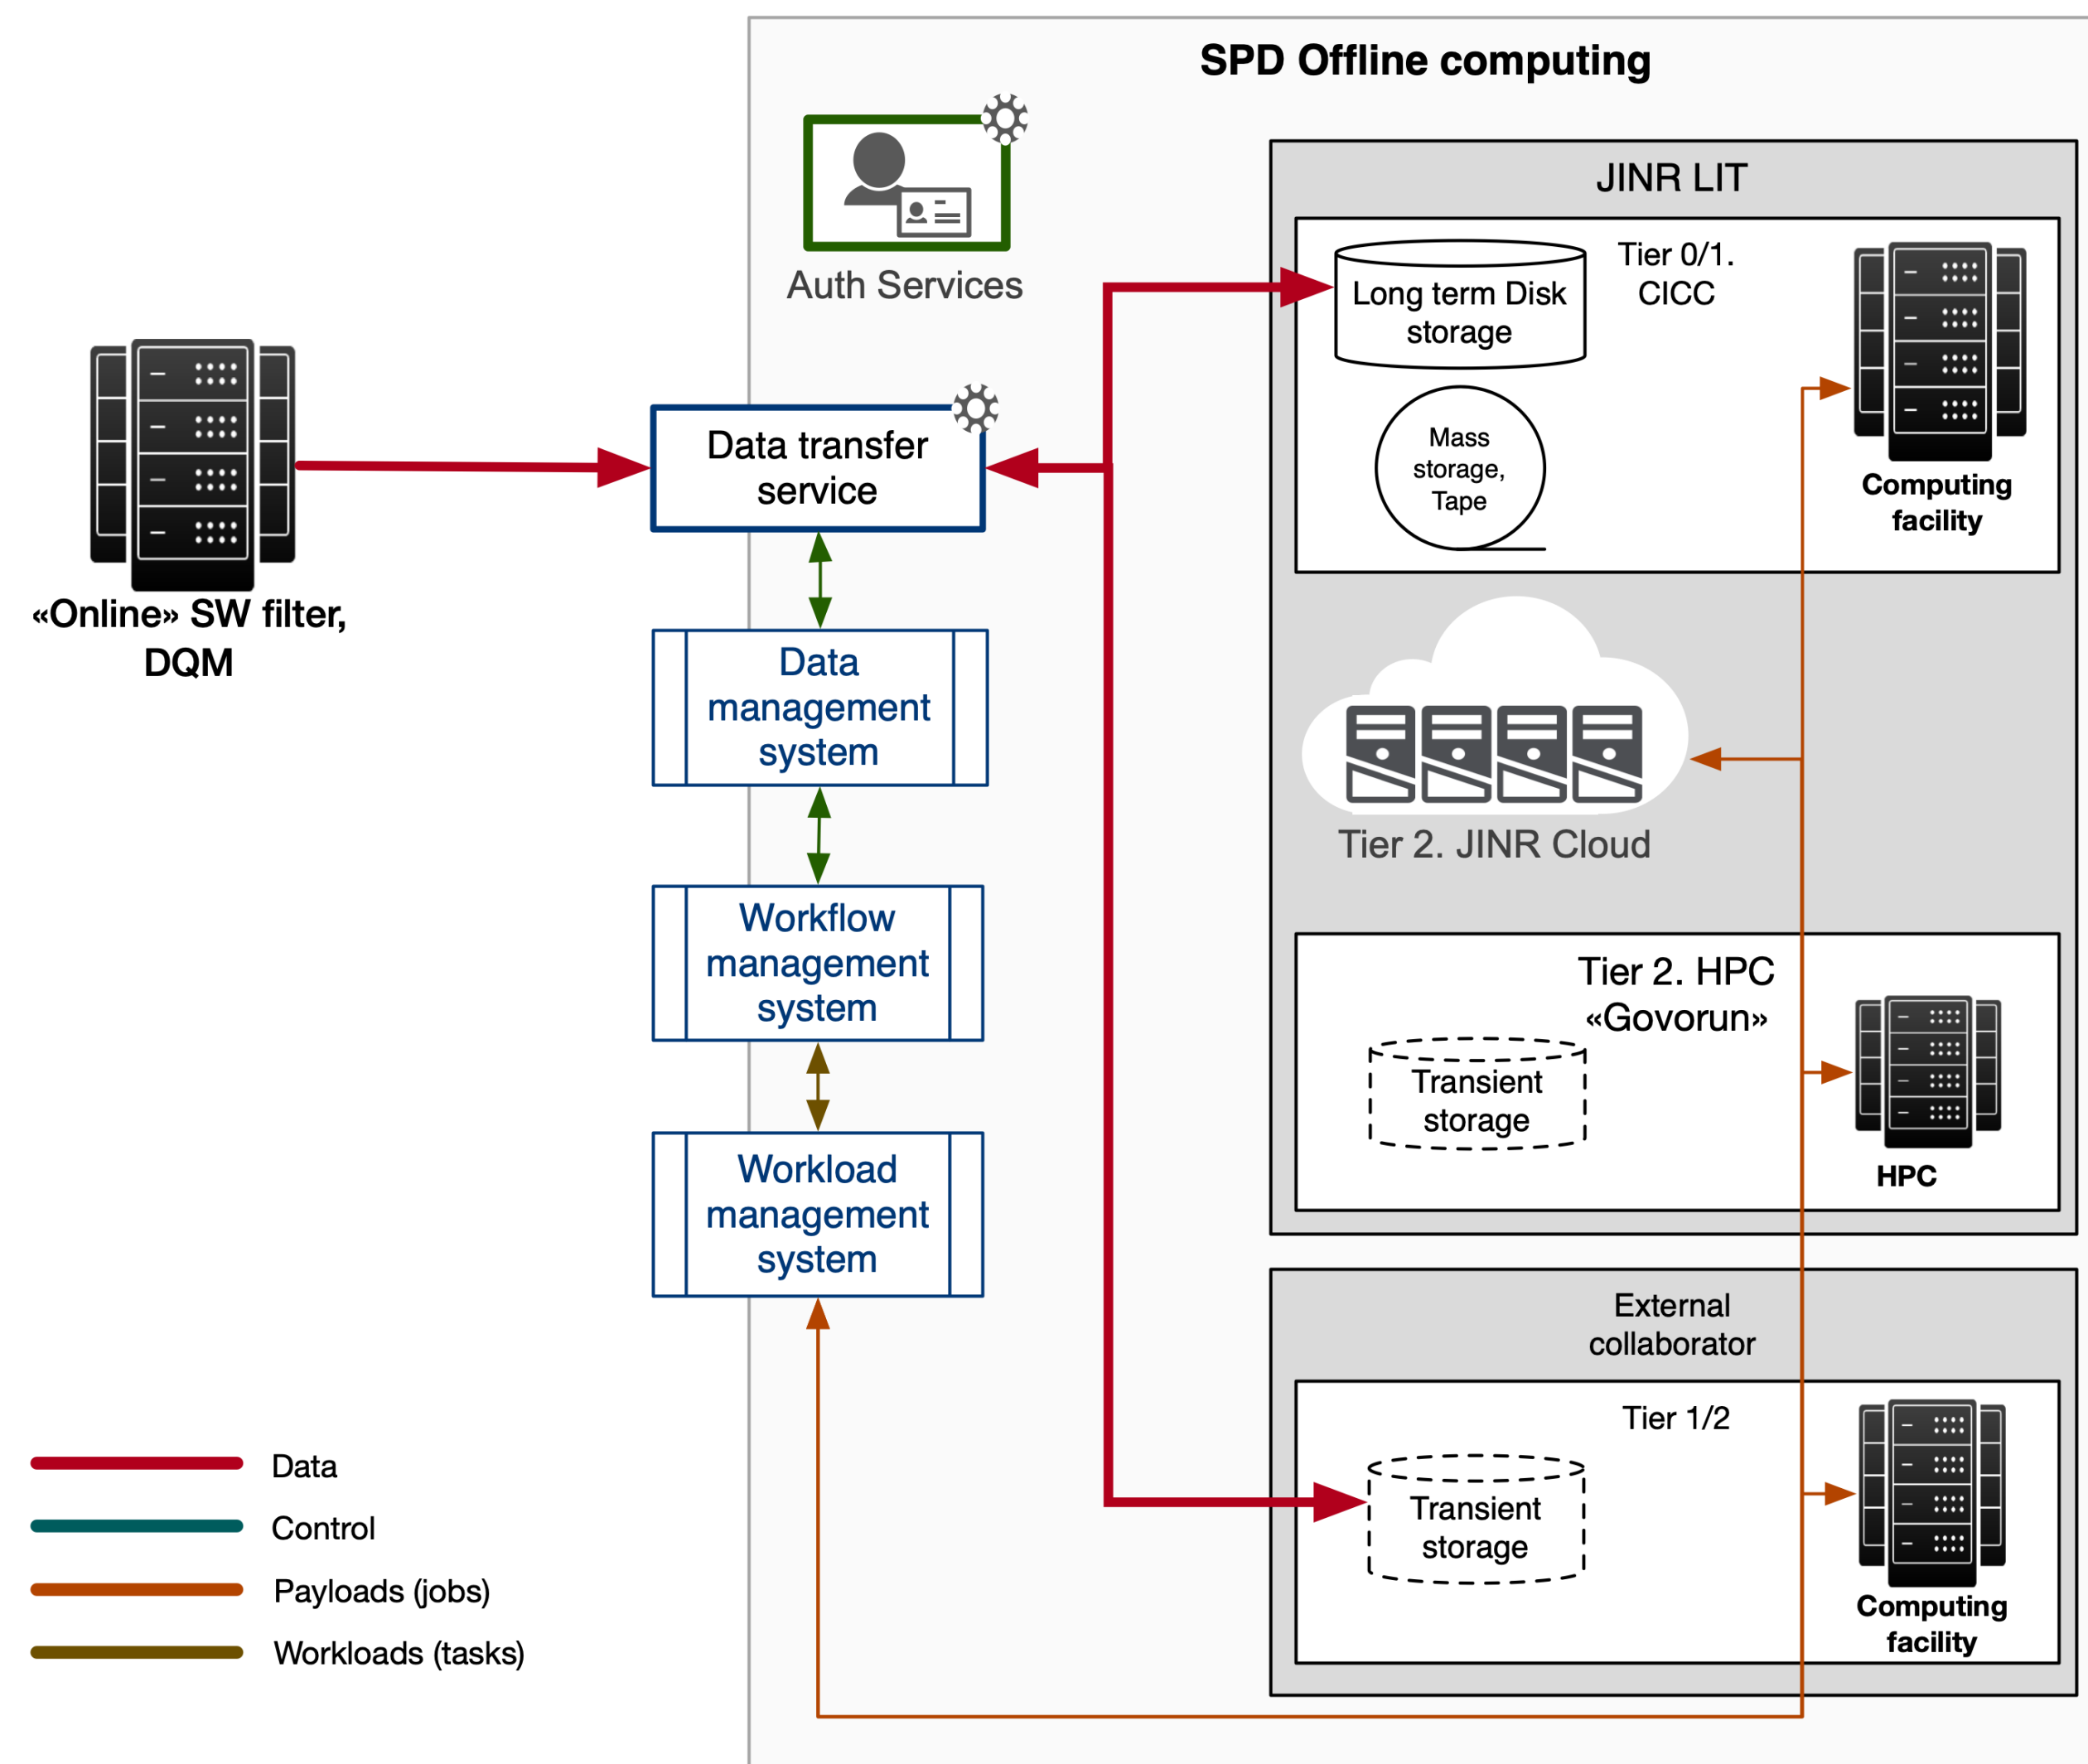 SPD Offline computing
Auth Services
JINR LIT
Long term Disk
storage
Tier 0/1.
CICC
Mass
storage,
Tape
Computing
facility
«Online» SW filter,
DQM
Data transfer
service
Data
management
system
Workflow
management
system
Workload
management
system
Tier 2. JINR Cloud
Tier 2. HPC
«Govorun»
Transient
storage
HPC
External
collaborator
Tier 1/2
Transient
storage
Computing
facility
Data
Control
Payloads (jobs)
Workloads (tasks)